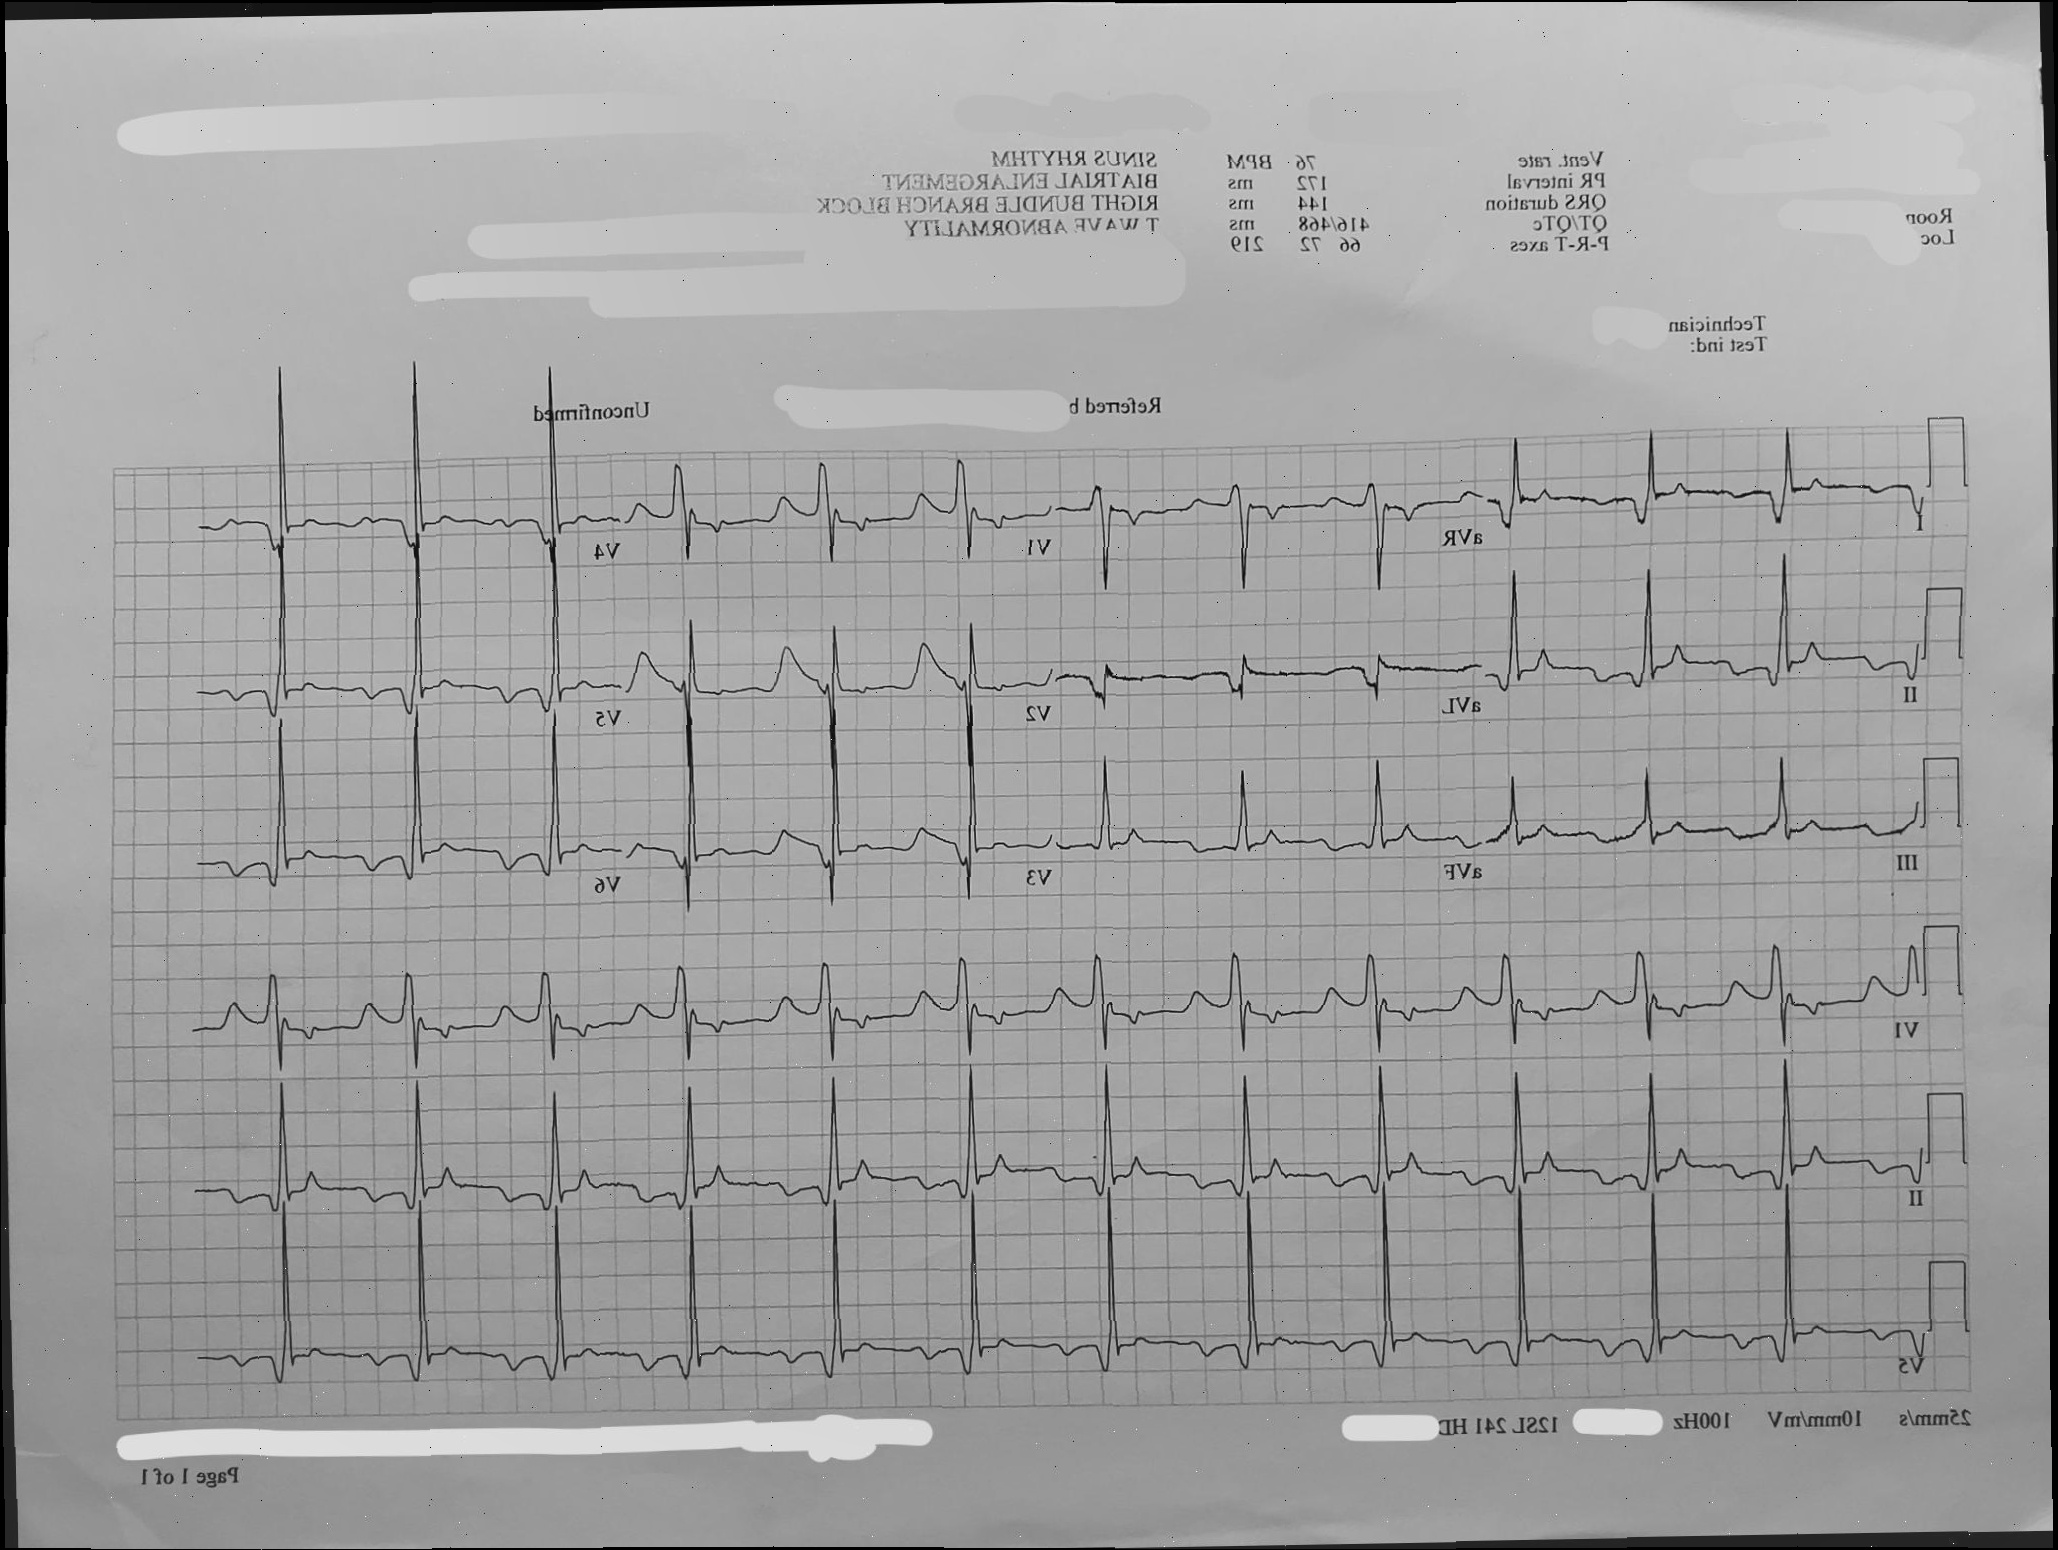 Vent. rate 76 BPM
PR interval 172 ms
QRS duration 144 ms
QT/QTc 416/468 ms
P-R-T axes 66 72 219
SINUS RHYTHM
BIATRIAL ENLARGEMENT
RIGHT BUNDLE BRANCH BLOCK
T WAVE ABNORMALITY
Room
Loc
Technician
Test ind:
Referred b
Unconfirmed
I aVR V1 V4
II aVL V2 V5
III aVF V3 V6
V1
II
V5
25mm/s 10mm/mV 100Hz 12SL 241 HD
Page 1 of 1